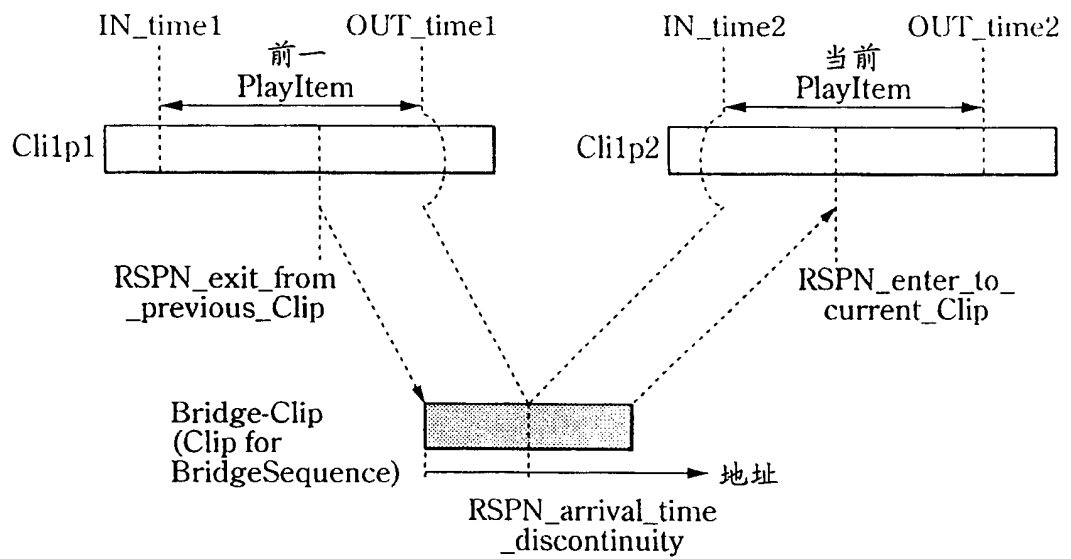 IN_time1
OUT_time1
IN_time2
OUT_time2
前一
PlayItem
当前
PlayItem
Cli1p1
Cli1p2
RSPN_exit_from
_previous_Clip
RSPN_enter_to_
current_Clip
Bridge-Clip
(Clip for
BridgeSequence)
地址
RSPN_arrival_time
_discontinuity